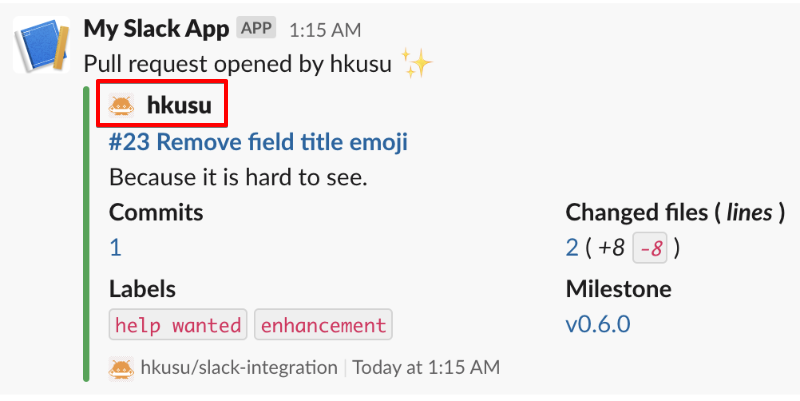 My Slack App APP 1:15 AM
Pull request opened by hkusu ✨
hkusu
#23 Remove field title emoji
Because it is hard to see.
Commits Changed files ( lines )
1 2 ( +8 -8 )
Labels Milestone
help wanted enhancement v0.6.0
hkusu/slack-integration | Today at 1:15 AM